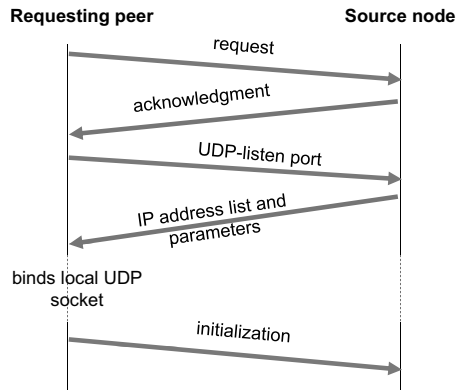 Requesting peer
Source node
request
acknowledgment
UDP-listen port
IP address list and
parameters
binds local UDP
socket
initialization